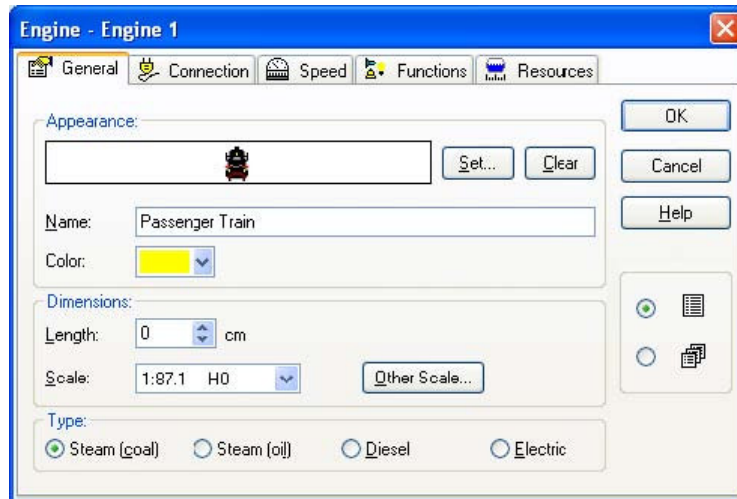 Engine - Engine 1
General Connection Speed Functions Resources
Appearance:
Set... Clear
Name: Passenger Train
Color:
Dimensions:
Length: 0 cm
Scale: 1:87.1 H0 Other Scale...
Type:
Steam (coal) Steam (oil) Diesel Electric
OK
Cancel
Help